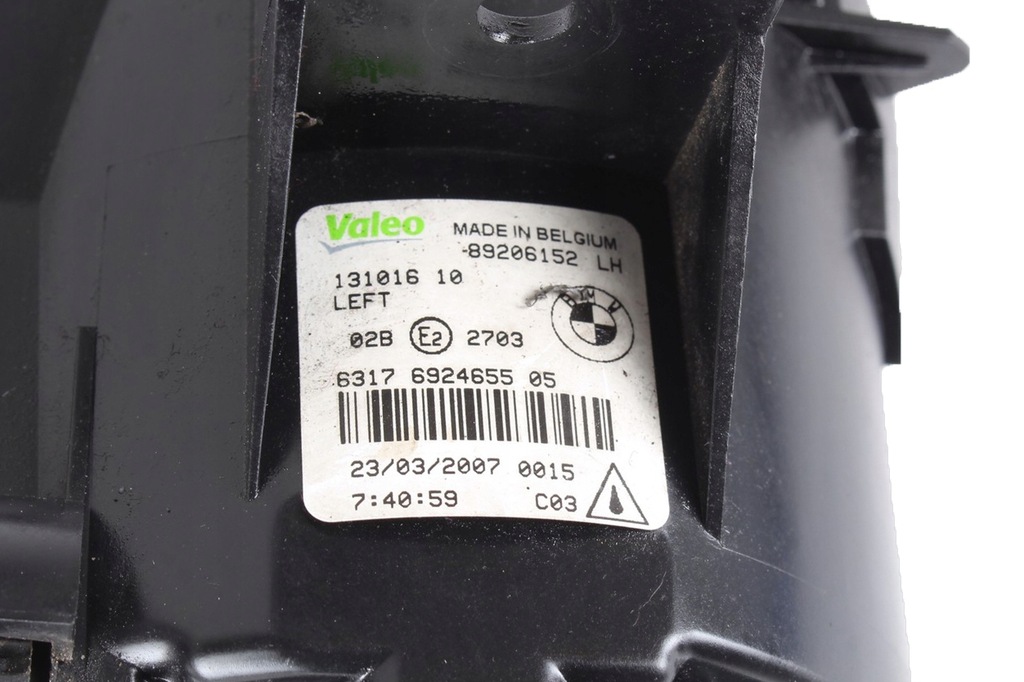 Valeo MADE IN BELGIUM
-89206152 LH
131016 10
LEFT
BMW
02B E2 2703
6317 6924655 05
23/03/2007 0015
7:40:59 C03